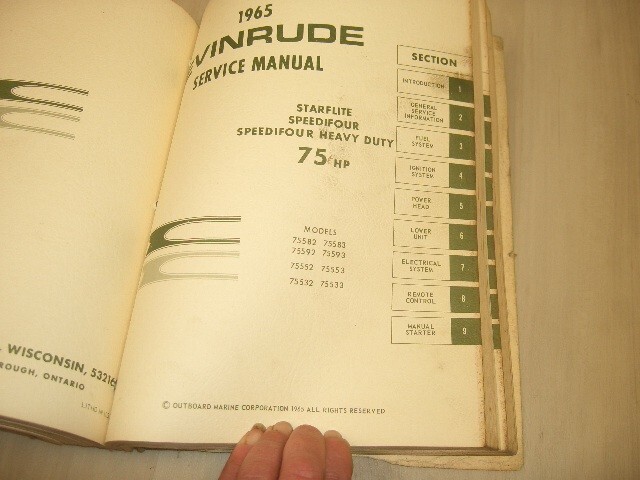 1965
EVINRUDE
SERVICE MANUAL
STARFLITE
SPEEDIFOUR
SPEEDIFOUR HEAVY DUTY
75 HP
MODELS
75582 75583
75592 75593
75552 75553
75532 75533
© OUTBOARD MARINE CORPORATION 1965 ALL RIGHTS RESERVED
SECTION
INTRODUCTION 1
GENERAL
SERVICE
INFORMATION 2
FUEL
SYSTEM 3
IGNITION
SYSTEM 4
POWER
HEAD 5
LOWER
UNIT 6
ELECTRICAL
SYSTEM 7
REMOTE
CONTROL 8
MANUAL
STARTER 9
WISCONSIN, 53216
ROUGH, ONTARIO